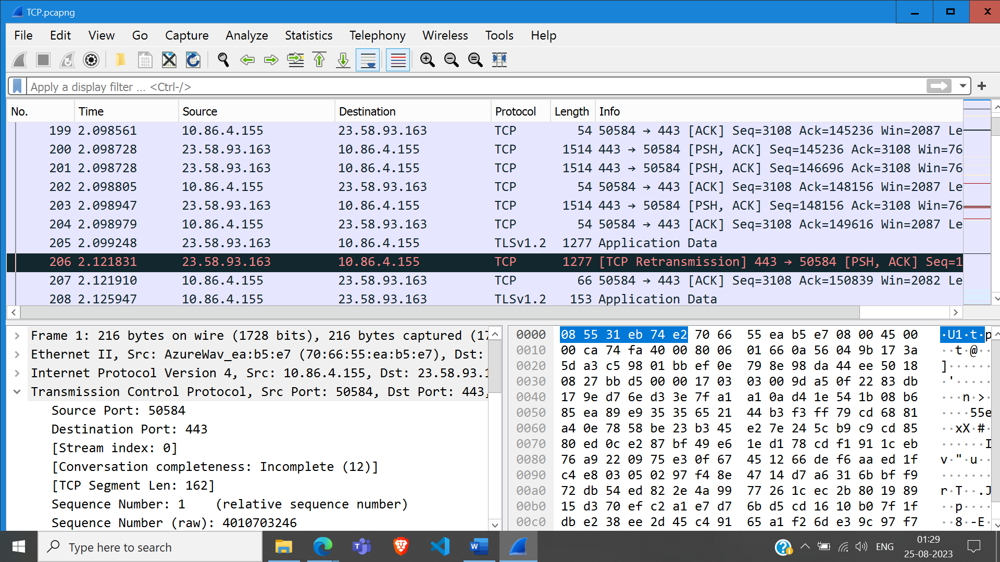 TCP.pcapng
File Edit View Go Capture Analyze Statistics Telephony Wireless Tools Help
Apply a display filter ... <Ctrl-/>
No. Time Source Destination Protocol Length Info
199 2.098561 10.86.4.155 23.58.93.163 TCP 54 50584 → 443 [ACK] Seq=3108 Ack=145236 Win=2087 Le
200 2.098728 23.58.93.163 10.86.4.155 TCP 1514 443 → 50584 [PSH, ACK] Seq=145236 Ack=3108 Win=76
201 2.098728 23.58.93.163 10.86.4.155 TCP 1514 443 → 50584 [PSH, ACK] Seq=146696 Ack=3108 Win=76
202 2.098805 10.86.4.155 23.58.93.163 TCP 54 50584 → 443 [ACK] Seq=3108 Ack=148156 Win=2087 Le
203 2.098947 23.58.93.163 10.86.4.155 TCP 1514 443 → 50584 [PSH, ACK] Seq=148156 Ack=3108 Win=76
204 2.098979 10.86.4.155 23.58.93.163 TCP 54 50584 → 443 [ACK] Seq=3108 Ack=149616 Win=2087 Le
205 2.099248 23.58.93.163 10.86.4.155 TLSv1.2 1277 Application Data
206 2.121831 23.58.93.163 10.86.4.155 TCP 1277 [TCP Retransmission] 443 → 50584 [PSH, ACK] Seq=1
207 2.121910 10.86.4.155 23.58.93.163 TCP 66 50584 → 443 [ACK] Seq=3108 Ack=150839 Win=2082 Le
208 2.125947 10.86.4.155 23.58.93.163 TLSv1.2 153 Application Data
Frame 1: 216 bytes on wire (1728 bits), 216 bytes captured (17
Ethernet II, Src: AzureWav_ea:b5:e7 (70:66:55:ea:b5:e7), Dst:
Internet Protocol Version 4, Src: 10.86.4.155, Dst: 23.58.93.1
Transmission Control Protocol, Src Port: 50584, Dst Port: 443,
Source Port: 50584
Destination Port: 443
[Stream index: 0]
[Conversation completeness: Incomplete (12)]
[TCP Segment Len: 162]
Sequence Number: 1 (relative sequence number)
Sequence Number (raw): 4010703246
0000 08 55 31 eb 74 e2 70 66 55 ea b5 e7 08 00 45 00 ·U1·t·p
0010 00 ca 74 fa 40 00 80 06 01 66 0a 56 04 9b 17 3a ··t·@··
0020 5d a3 c5 98 01 bb ef 0e 79 8e 98 da 44 ee 50 18 ]······
0030 08 27 bb d5 00 00 17 03 03 00 9d a5 0f 22 83 db ·'·····
0040 17 9e d7 6e d3 3e 7f a1 a1 0a d4 1e 54 1b 08 b6 ···n·>·
0050 85 ea 89 e9 35 35 65 21 44 b3 f3 ff 79 cd 68 81 ····55e
0060 a4 0e 78 58 be 23 b3 45 e2 7e 24 5c b9 c9 cd 85 ··xX·#·
0070 80 ed 0c e2 87 bf 49 e6 1e d1 78 cd f1 91 1c eb ······I
0080 76 a9 22 09 75 e3 0f 67 45 12 66 de f6 aa ed 1f v·"·u··
0090 c4 e8 03 05 02 97 f4 8e 47 14 d7 a6 31 6b bf f9 ·······
00a0 72 db 54 ed 82 2e 4a 99 77 26 1c ec 2b 80 19 89 r·T··.J
00b0 15 d3 70 ef c2 a1 e7 d7 6b d5 cd 16 10 b0 7f 1f ··p····
00c0 db e2 38 ee 2d 45 c4 91 65 a1 f2 6d e3 9c 97 f7 ··8·-E·
Type here to search
ENG
01:29
25-08-2023